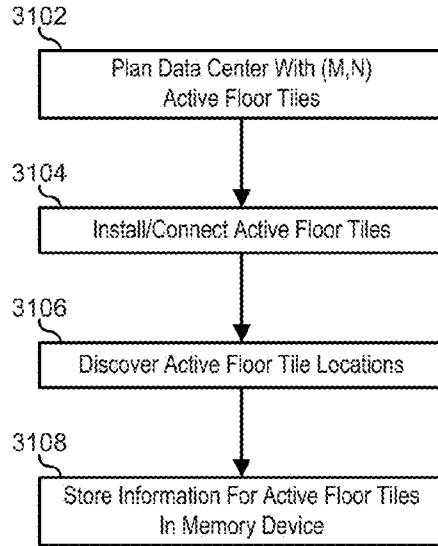 3102
Plan Data Center With (M,N)
Active Floor Tiles
3104
Install/Connect Active Floor Tiles
3106
Discover Active Floor Tile Locations
3108
Store Information For Active Floor Tiles
In Memory Device